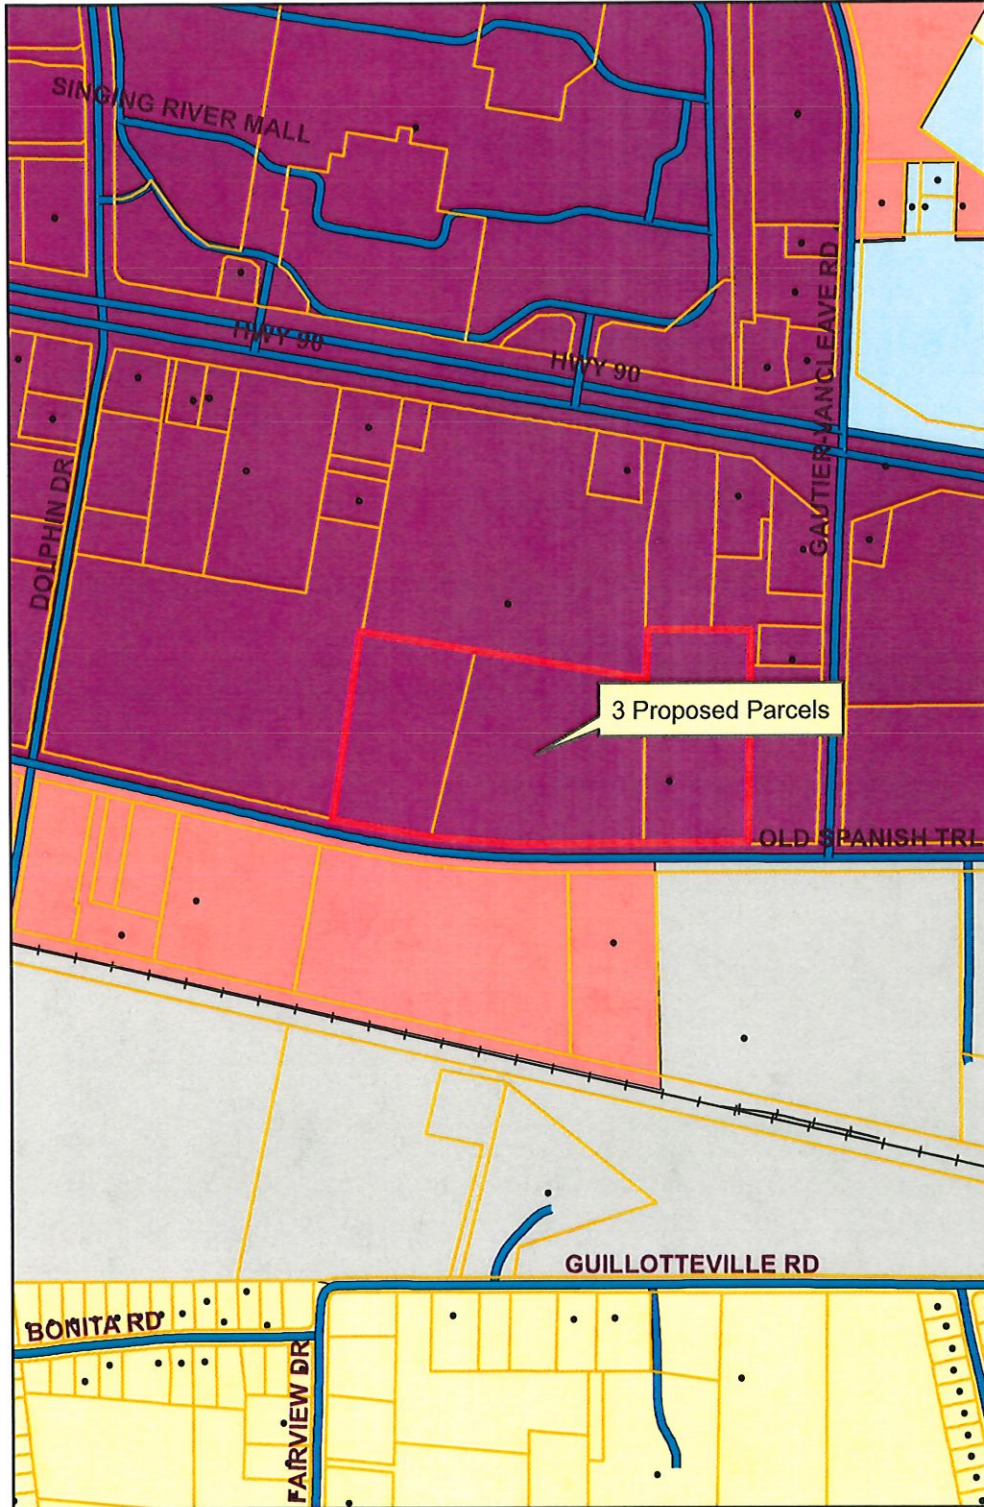 SINGING RIVER MALL
HWY 90
HWY 90
GAUTIER-VANCLEAVE RD
DOLPHIN DR
3 Proposed Parcels
OLD SPANISH TRL
GUILLOTTEVILLE RD
BONITA RD
FAIRVIEW DR